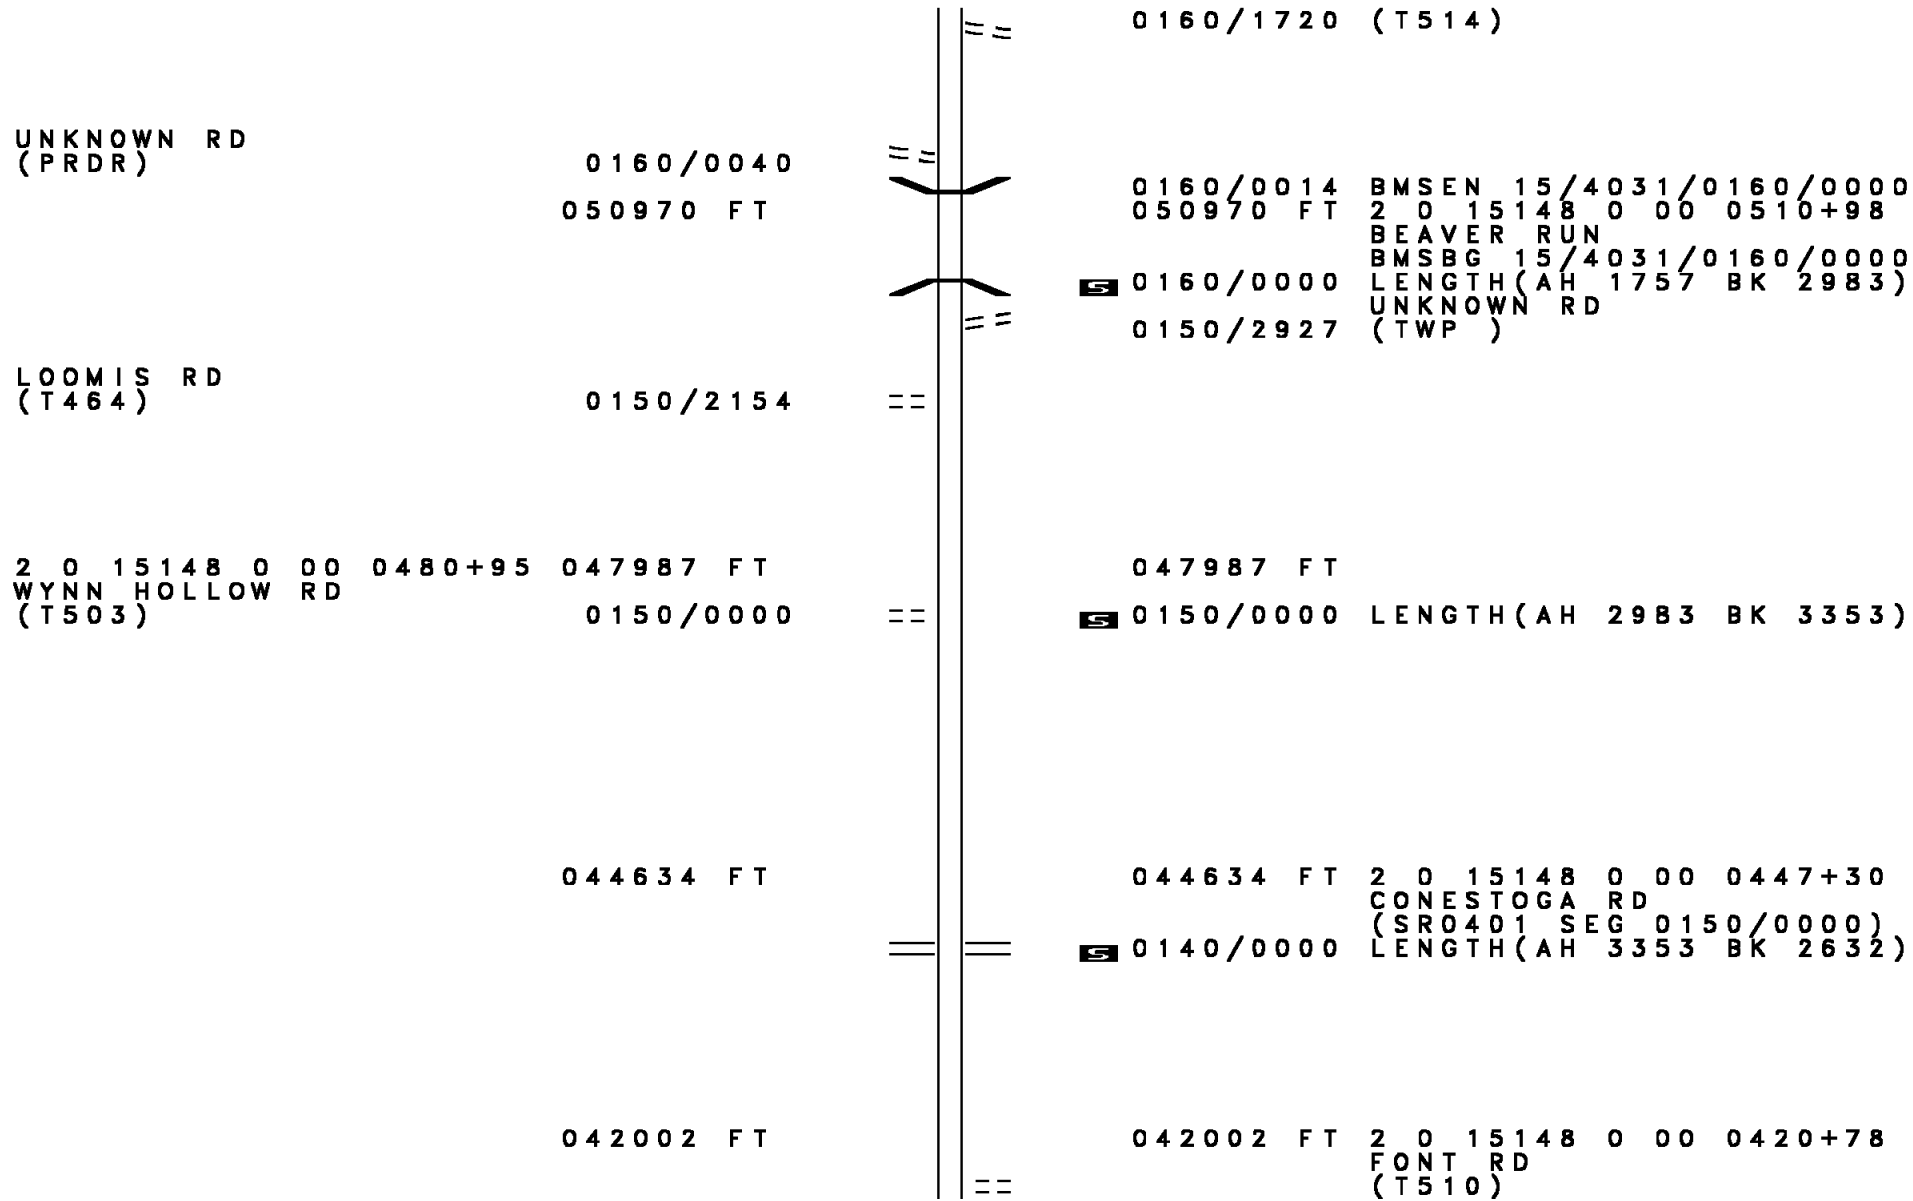 0160/1720 (T514)
UNKNOWN RD
(PRDR) 0160/0040
0160/0014 BMSEN 15/4031/0160/0000
050970 FT 050970 FT 2 0 15148 0 00 0510+98
BEAVER RUN
BMSBG 15/4031/0160/0000
S 0160/0000 LENGTH(AH 1757 BK 2983)
UNKNOWN RD
0150/2927 (TWP )
LOOMIS RD
(T464) 0150/2154
2 0 15148 0 00 0480+95 047987 FT 047987 FT
WYNN HOLLOW RD
(T503) 0150/0000 S 0150/0000 LENGTH(AH 2983 BK 3353)
044634 FT 044634 FT 2 0 15148 0 00 0447+30
CONESTOGA RD
(SR0401 SEG 0150/0000)
S 0140/0000 LENGTH(AH 3353 BK 2632)
042002 FT 042002 FT 2 0 15148 0 00 0420+78
FONT RD
(T510)